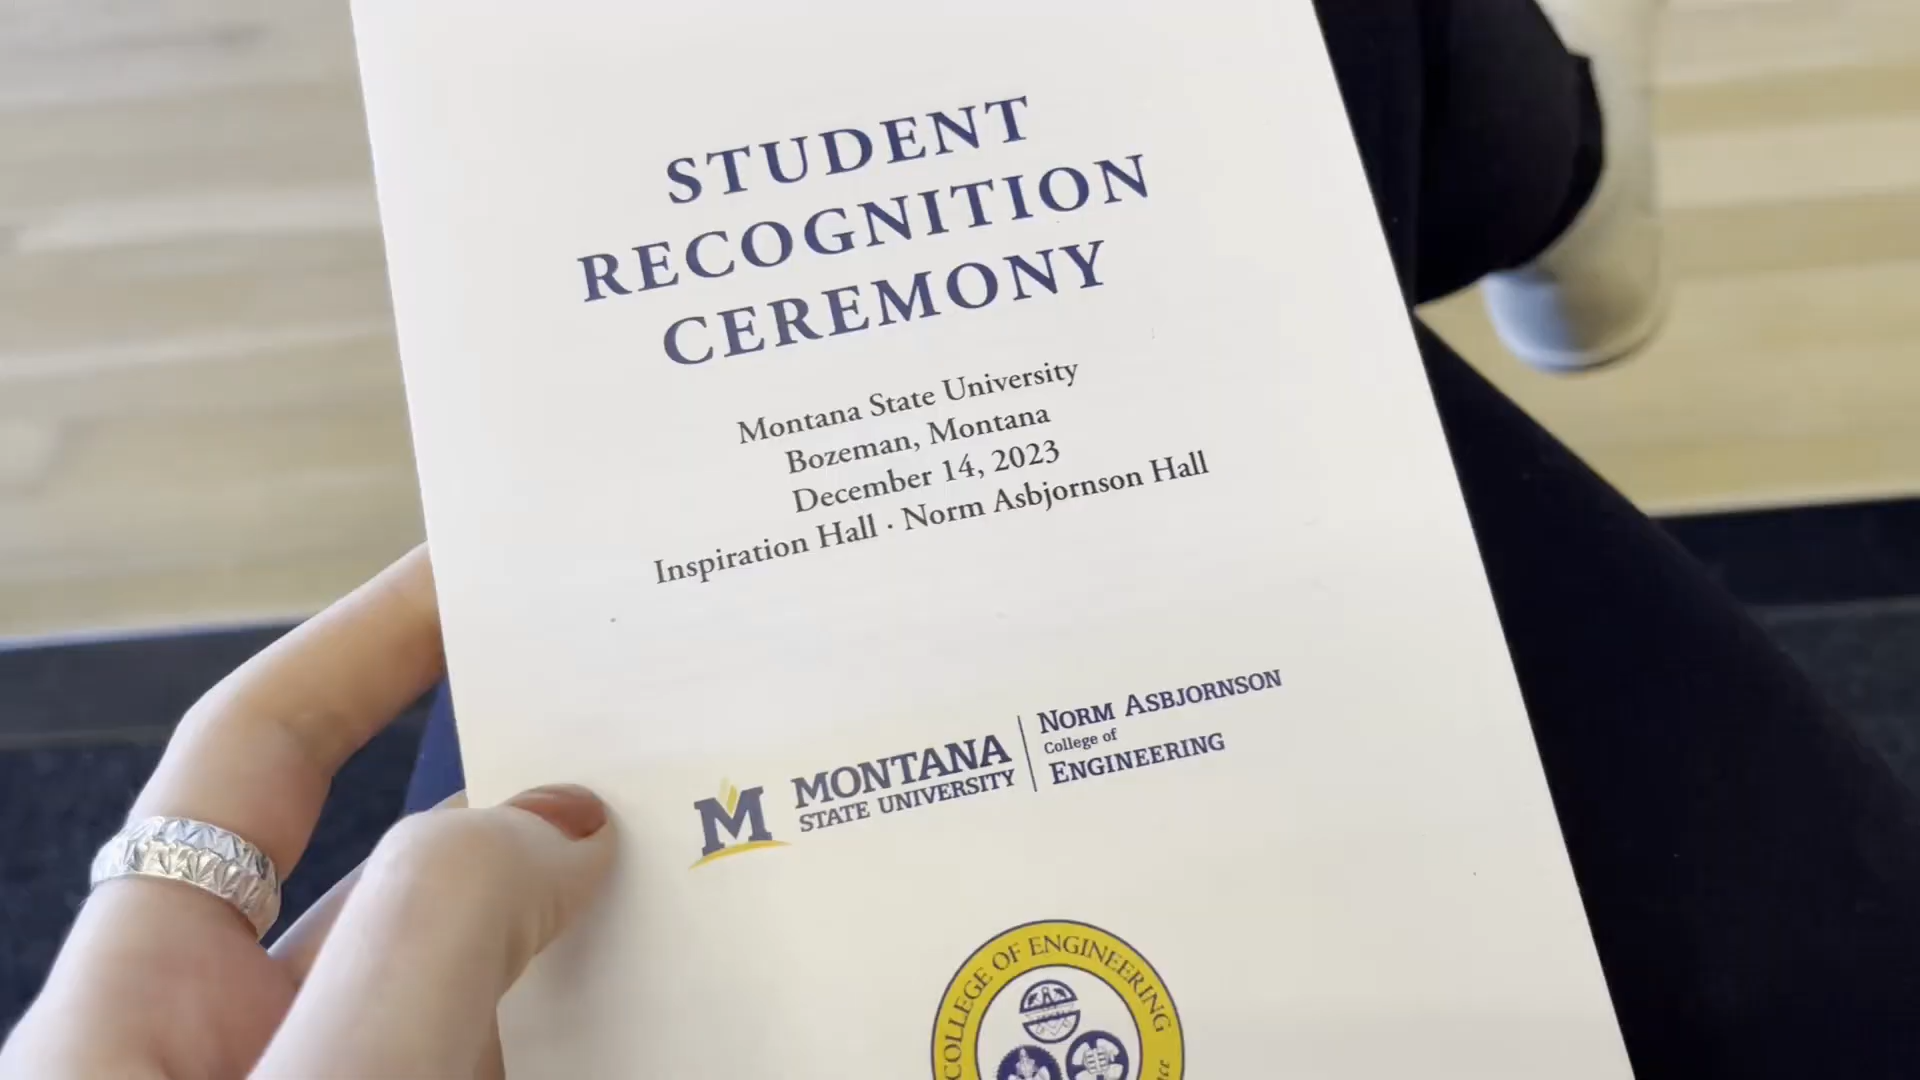 STUDENT
RECOGNITION
CEREMONY
Montana State University
Bozeman, Montana
December 14, 2023
Inspiration Hall · Norm Asbjornson Hall
M MONTANA
STATE UNIVERSITY
NORM ASBJORNSON
College of
ENGINEERING
COLLEGE OF ENGINEERING